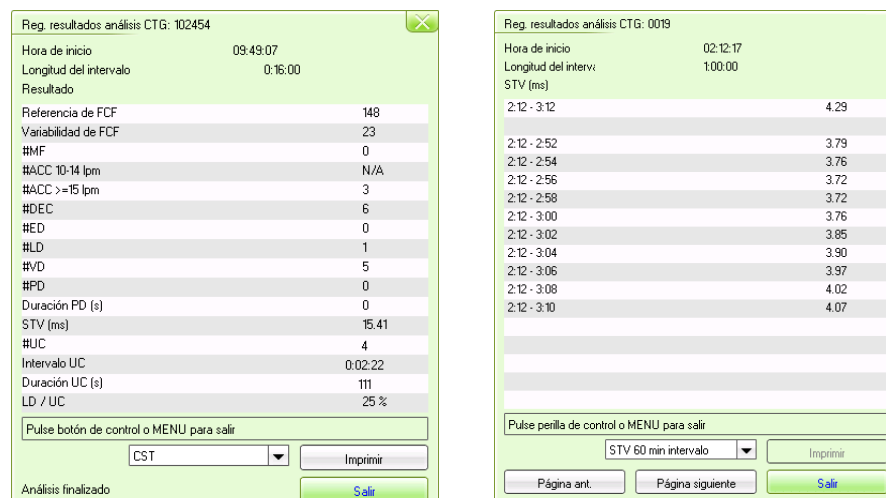 Reg. resultados análisis CTG: 102454
Hora de inicio 09:49:07
Longitud del intervalo 0:16:00
Resultado
Referencia de FCF 148
Variabilidad de FCF 23
#MF 0
#ACC 10-14 lpm N/A
#ACC >=15 lpm 3
#DEC 6
#ED 0
#LD 1
#VD 5
#PD 0
Duración PD (s) 0
STV (ms) 15.41
#UC 4
Intervalo UC 0:02:22
Duración UC (s) 111
LD / UC 25 %
Pulse botón de control o MENU para salir
CST Imprimir
Análisis finalizado Salir
Reg. resultados análisis CTG: 0019
Hora de inicio 02:12:17
Longitud del interva 1:00:00
STV (ms)
2:12 - 3:12 4.29
2:12 - 2:52 3.79
2:12 - 2:54 3.76
2:12 - 2:56 3.72
2:12 - 2:58 3.72
2:12 - 3:00 3.76
2:12 - 3:02 3.85
2:12 - 3:04 3.90
2:12 - 3:06 3.97
2:12 - 3:08 4.02
2:12 - 3:10 4.07
Pulse perilla de control o MENU para salir
STV 60 min intervalo Imprimir
Página ant. Página siguiente Salir